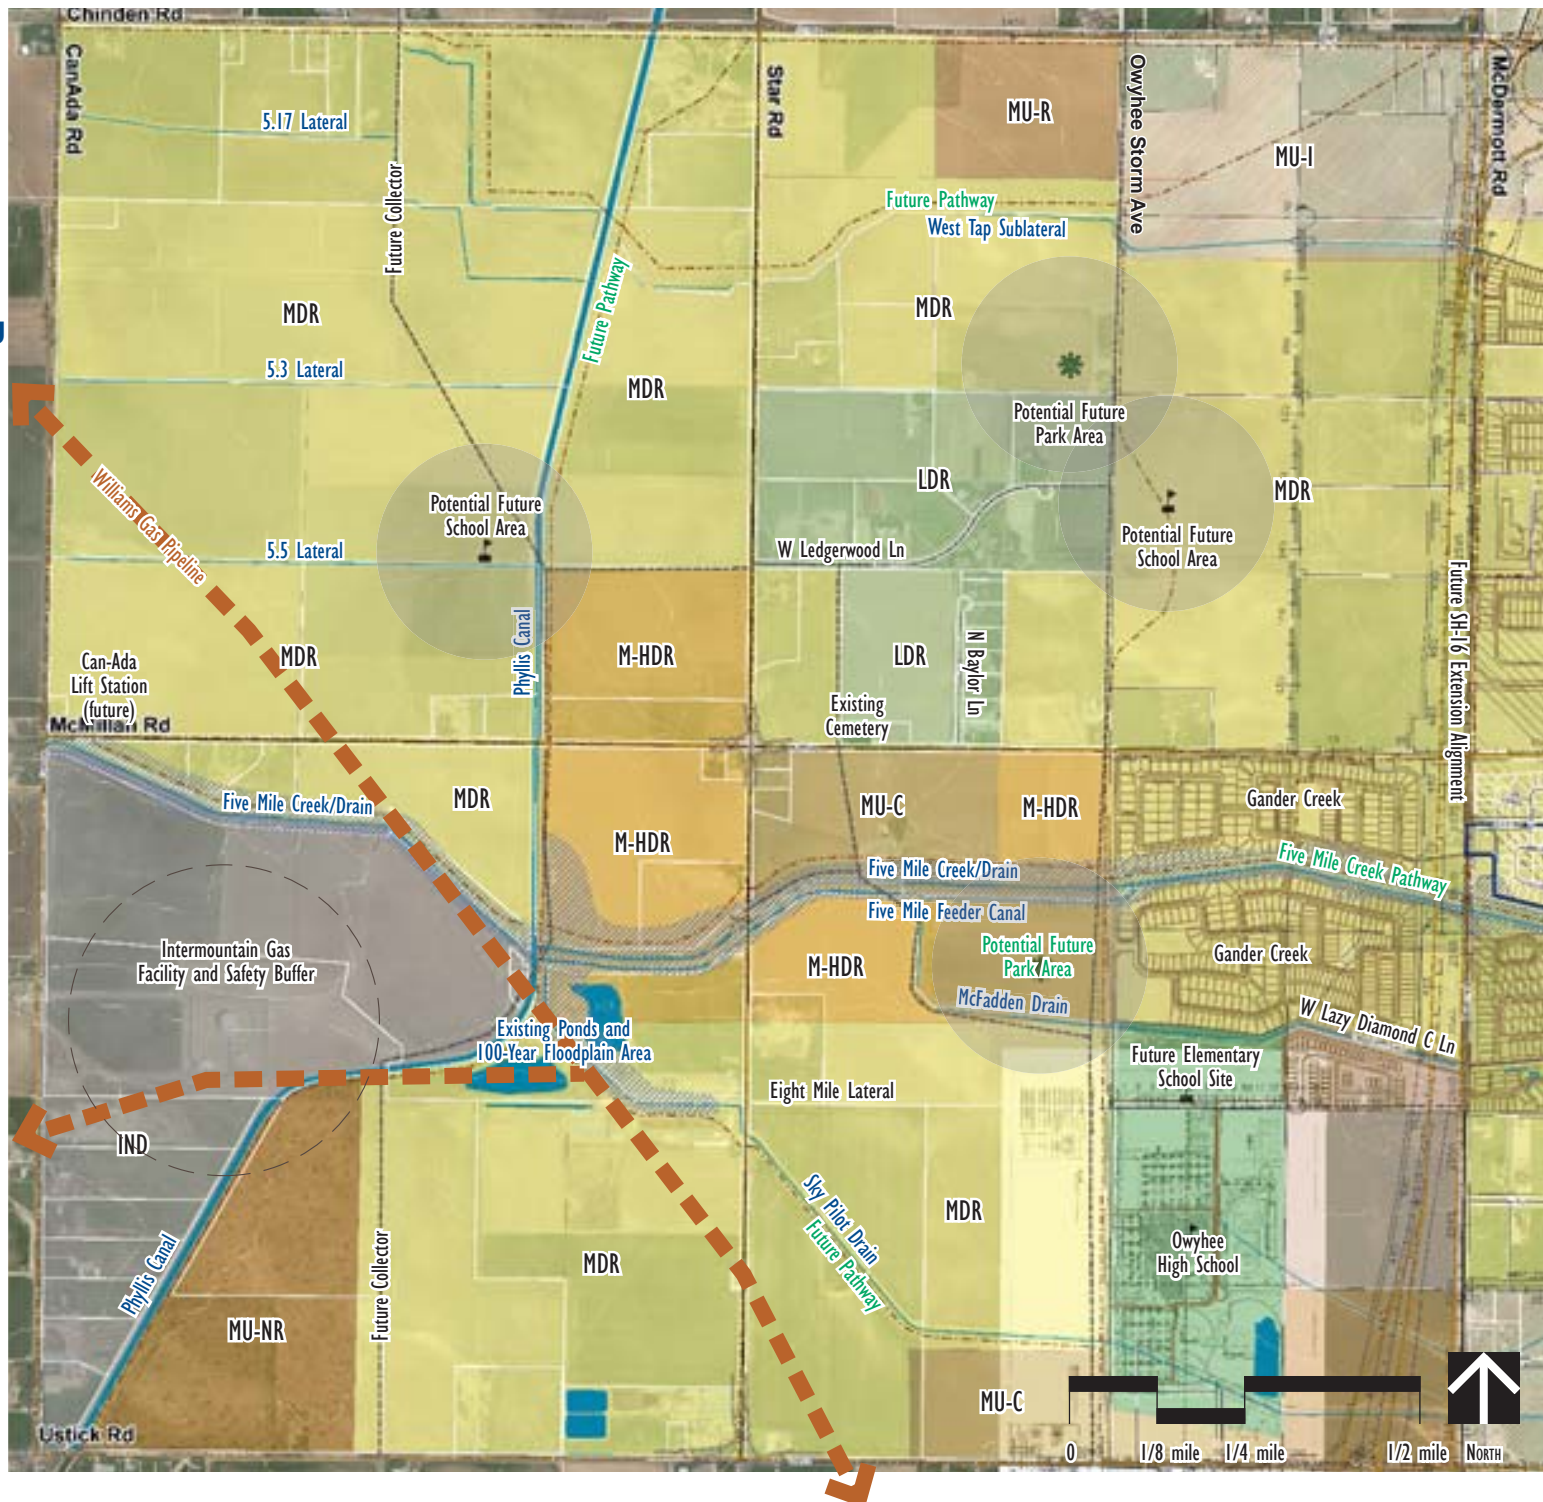 Chinden Rd
CanAda Rd
5.17 Lateral
Future Collector
Star Rd
MU-R
Owyhee Storm Ave
MU-I
McDermott Rd
Future Pathway
West Tap Sublateral
MDR
Future Pathway
MDR
5.3 Lateral
MDR
Potential Future
Park Area
Williams Gas Pipeline
Potential Future
School Area
LDR
MDR
5.5 Lateral
W Ledgerwood Ln
Potential Future
School Area
Future SH-16 Extension Alignment
Phyllis Canal
Can-Ada
Lift Station
(future)
MDR
M-HDR
LDR
N Baylor Ln
Existing
Cemetery
McMillan Rd
Five Mile Creek/Drain
MDR
M-HDR
MU-C
M-HDR
Gander Creek
Five Mile Creek/Drain
Five Mile Creek Pathway
Five Mile Feeder Canal
Intermountain Gas
Facility and Safety Buffer
M-HDR
Potential Future
Park Area
Gander Creek
McFadden Drain
W Lazy Diamond C Ln
Existing Ponds and
100-Year Floodplain Area
Future Elementary
School Site
Eight Mile Lateral
IND
Sky Pilot Drain
Future Pathway
MDR
Owyhee
High School
Phyllis Canal
Future Collector
MDR
MU-NR
MU-C
Ustick Rd
0
1/8 mile
1/4 mile
1/2 mile
NORTH